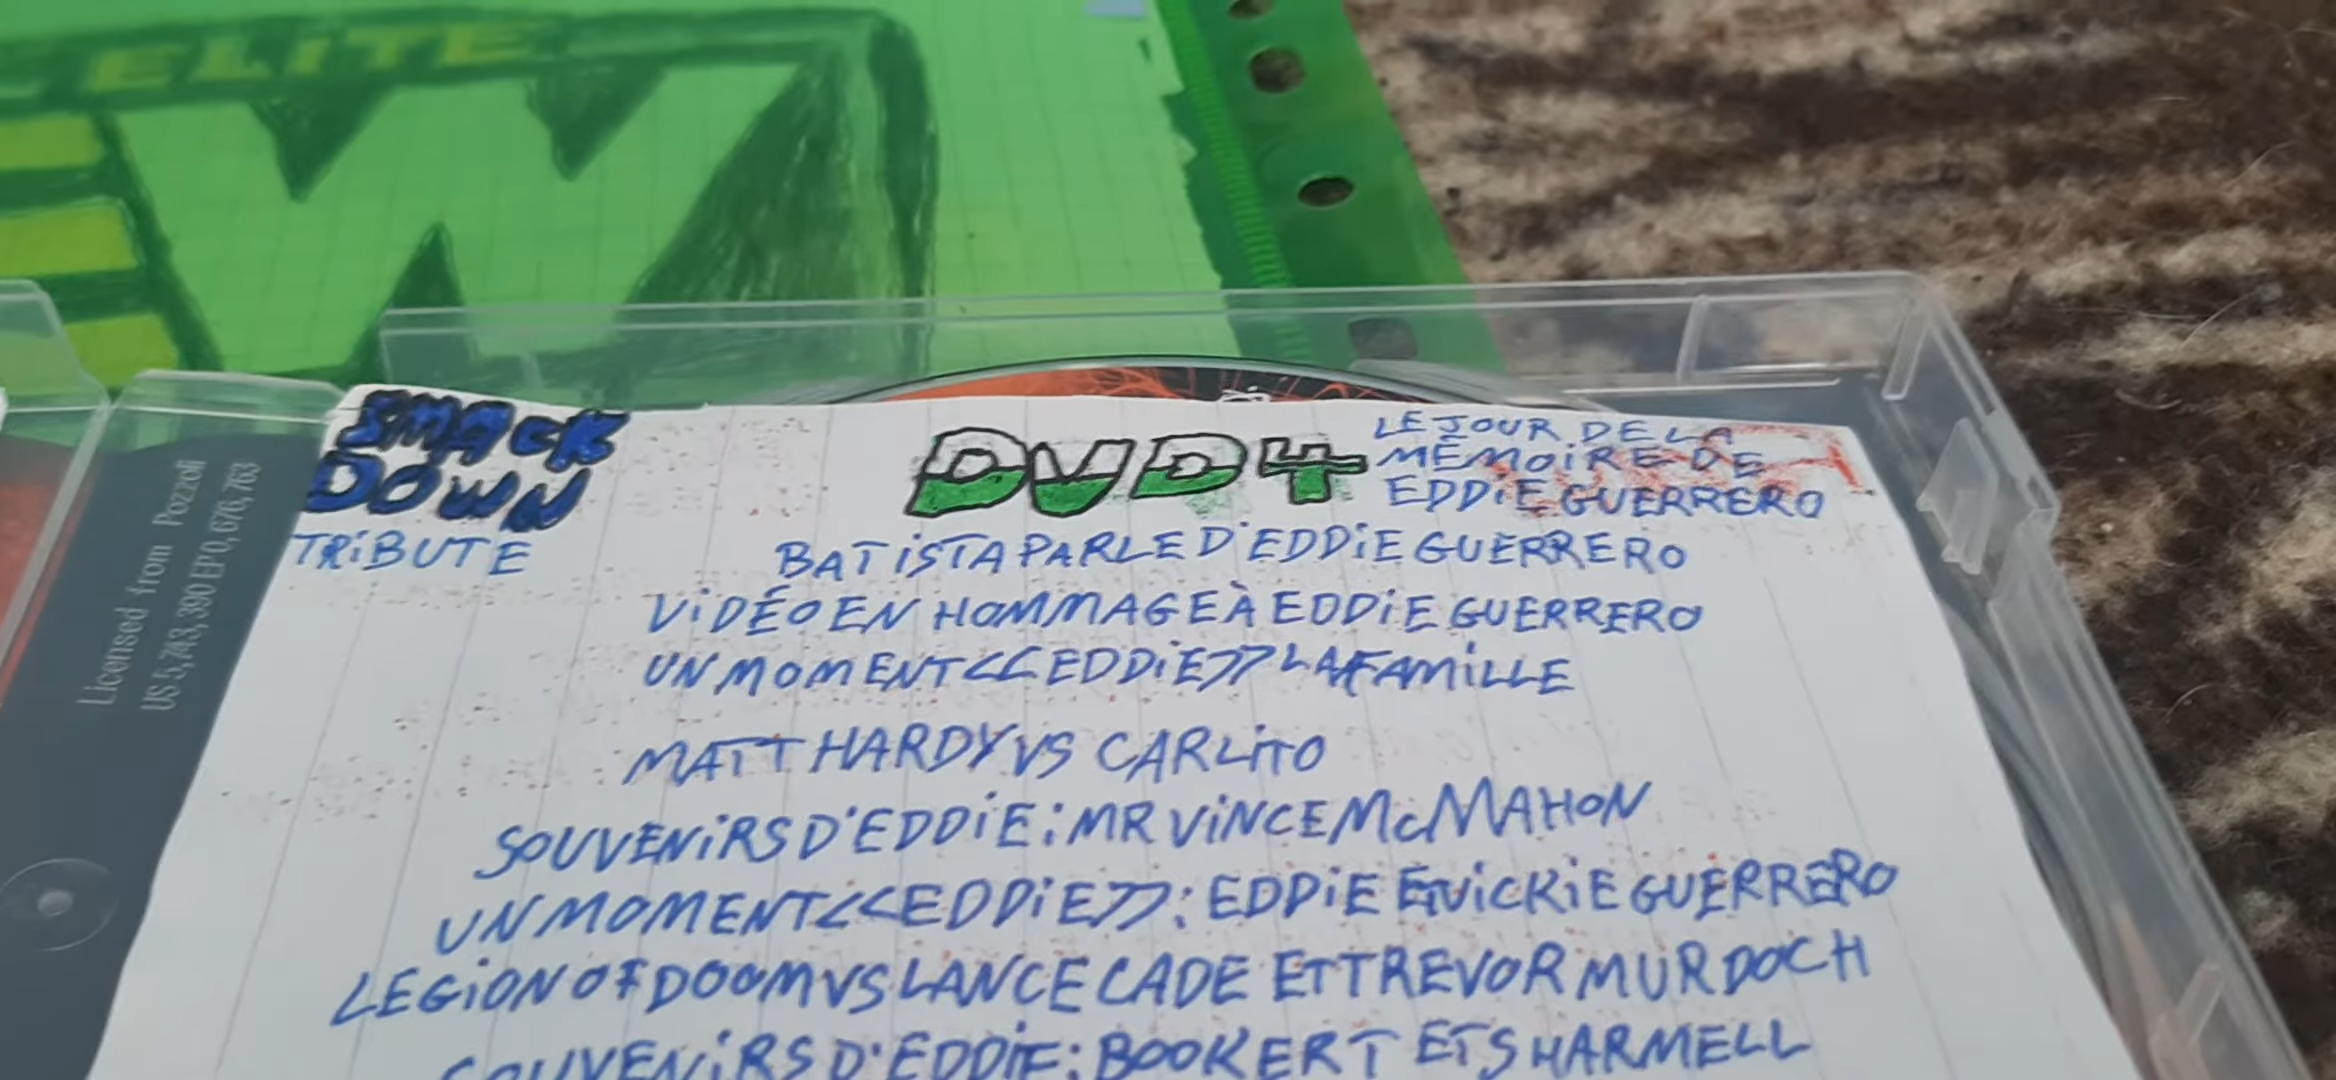 ELITE
W
SMACK
DOWN
TRIBUTE
DVD4
LE JOUR DE LA
MÉMOIRE DE
EDDIE GUERRERO
BATISTA PARLE D'EDDIE GUERRERO
VIDÉO EN HOMMAGE À EDDIE GUERRERO
UN MOMENT <<EDDIE>> LA FAMILLE
MATT HARDY VS CARLITO
SOUVENIRS D'EDDIE : MR VINCE McMAHON
UN MOMENT <<EDDIE>> : EDDIE ET VICKIE GUERRERO
LEGION OF DOOM VS LANCE CADE ET TREVOR MURDOCH
SOUVENIRS D'EDDIE : BOOKER T ET SHARMELL
Licensed from Pozzoli
US 5,743,390 EP 0,676,763